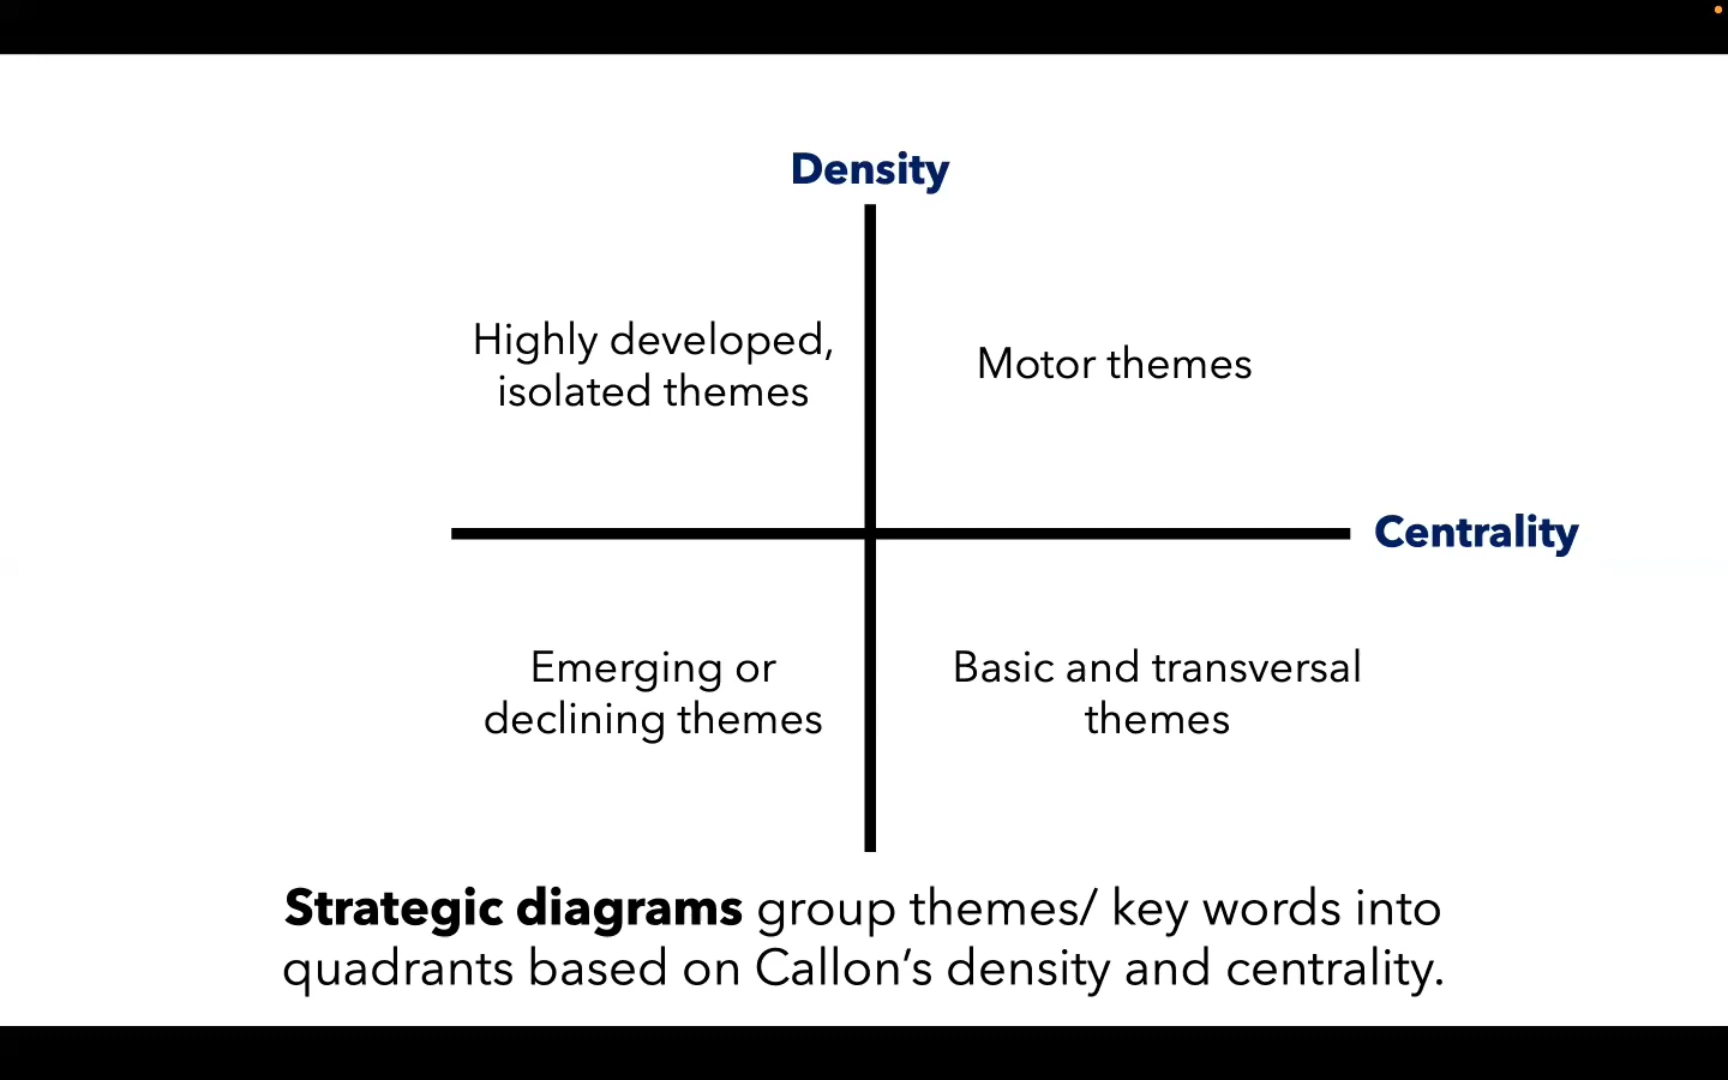 Density
Highly developed,
isolated themes
Motor themes
Centrality
Emerging or
declining themes
Basic and transversal
themes
Strategic diagrams group themes/ key words into
quadrants based on Callon’s density and centrality.